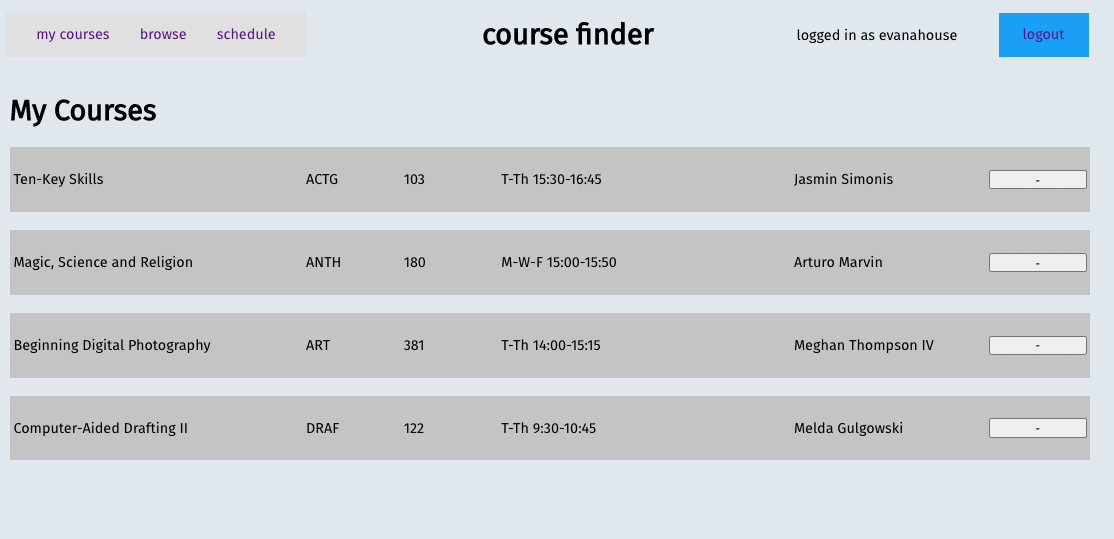 my courses browse schedule course finder logged in as evanahouse logout
My Courses
Ten-Key Skills ACTG 103 T-Th 15:30-16:45 Jasmin Simonis -
Magic, Science and Religion ANTH 180 M-W-F 15:00-15:50 Arturo Marvin -
Beginning Digital Photography ART 381 T-Th 14:00-15:15 Meghan Thompson IV -
Computer-Aided Drafting II DRAF 122 T-Th 9:30-10:45 Melda Gulgowski -